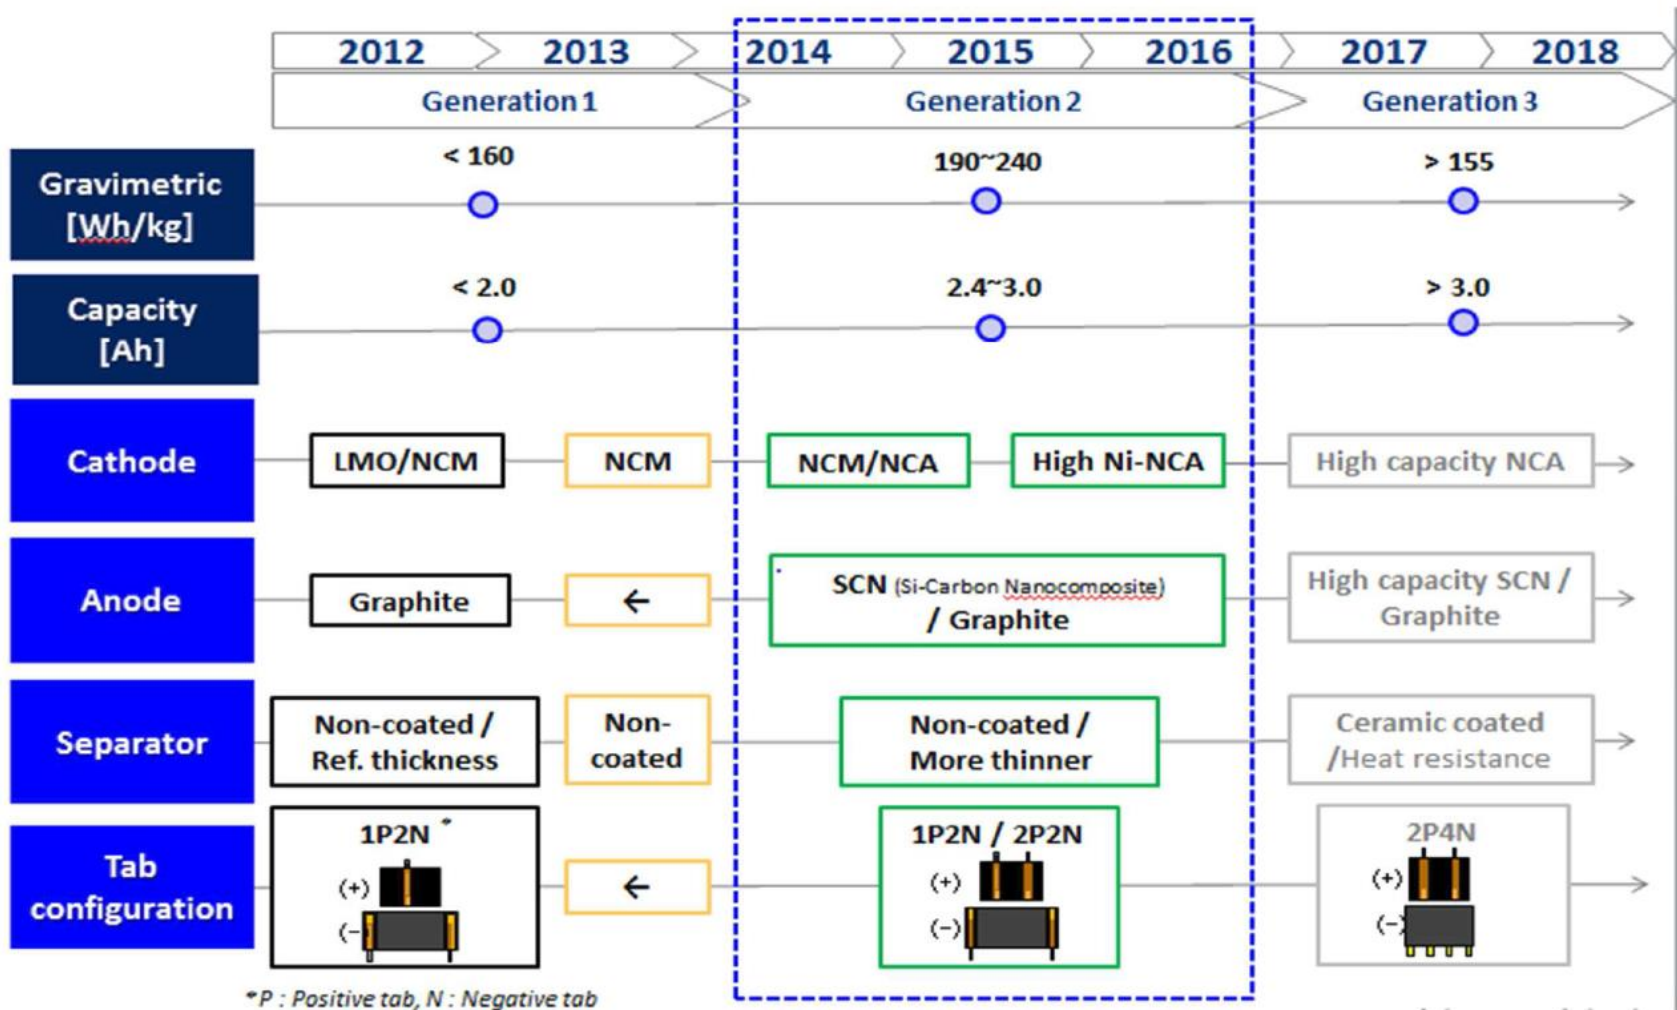 2012 2013 2014 2015 2016 2017 2018
Generation 1 Generation 2 Generation 3
Gravimetric
[Wh/kg]
< 160 190~240 > 155
Capacity
[Ah]
< 2.0 2.4~3.0 > 3.0
Cathode
LMO/NCM NCM NCM/NCA High Ni-NCA High capacity NCA
Anode
Graphite ← SCN (Si-Carbon Nanocomposite)
/ Graphite
High capacity SCN /
Graphite
Separator
Non-coated /
Ref. thickness
Non-
coated
Non-coated /
More thinner
Ceramic coated
/Heat resistance
Tab
configuration
1P2N *
(+)
(-)
←
1P2N / 2P2N
(+)
(-)
2P4N
(+)
(-)
*P : Positive tab, N : Negative tab